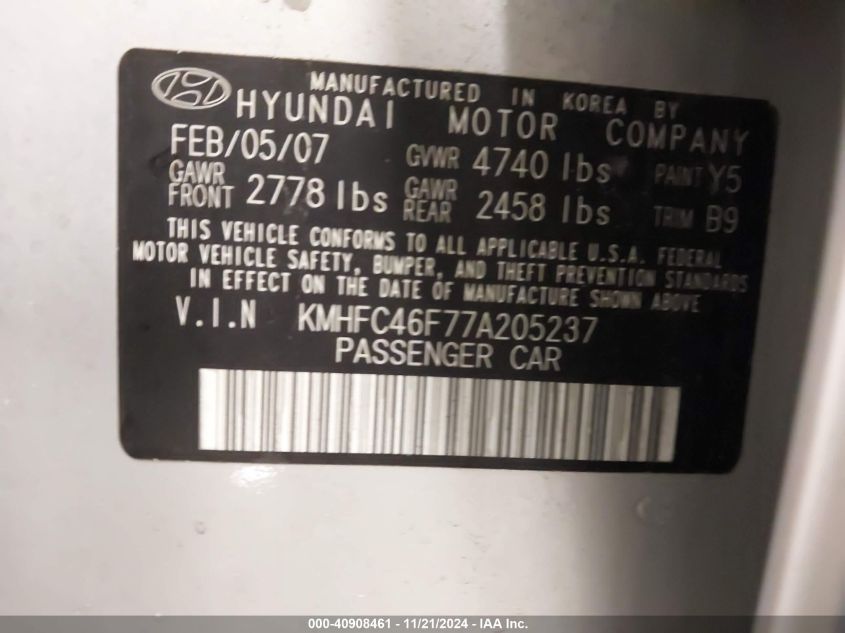 MANUFACTURED IN KOREA BY
HYUNDAI MOTOR COMPANY
FEB/05/07 GVWR 4740 lbs PAINT Y5
GAWR FRONT 2778 lbs GAWR REAR 2458 lbs TRIM B9
THIS VEHICLE CONFORMS TO ALL APPLICABLE U.S.A. FEDERAL
MOTOR VEHICLE SAFETY, BUMPER, AND THEFT PREVENTION STANDARDS
IN EFFECT ON THE DATE OF MANUFACTURE SHOWN ABOVE
V.I.N KMHFC46F77A205237
PASSENGER CAR
000-40908461 - 11/21/2024 - IAA Inc.